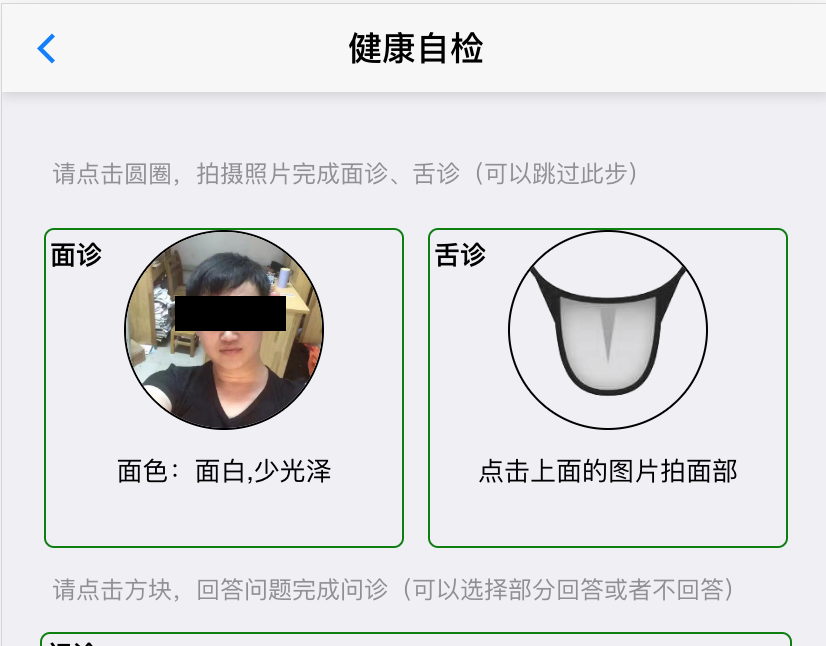 健康自检
请点击圆圈，拍摄照片完成面诊、舌诊（可以跳过此步）
面诊
舌诊
面色：面白,少光泽
点击上面的图片拍面部
请点击方块，回答问题完成问诊（可以选择部分回答或者不回答）